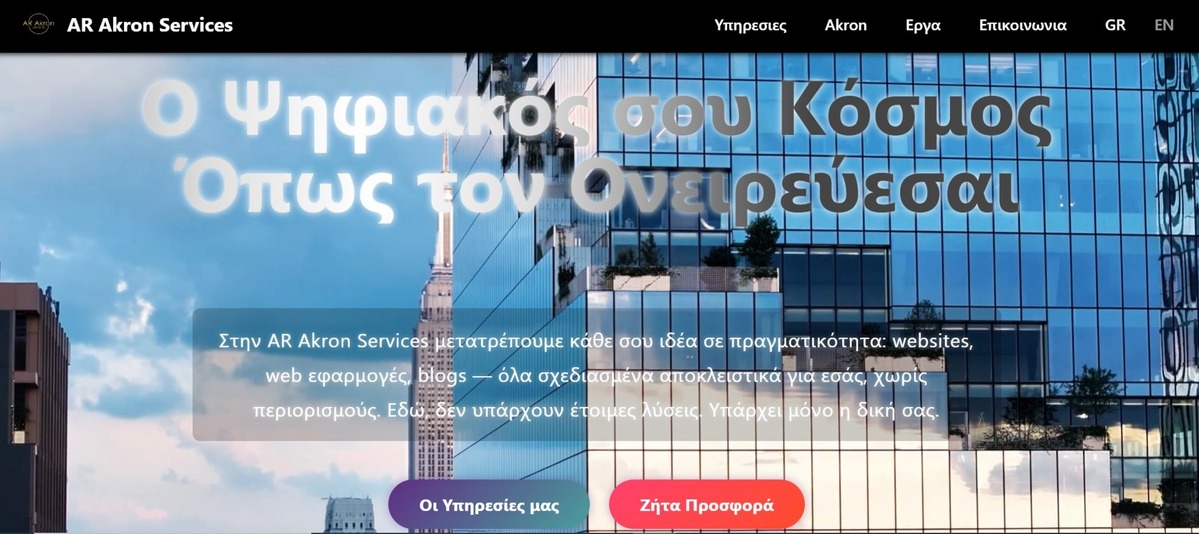 AR Akron
AR Akron Services
Υπηρεσιες
Akron
Εργα
Επικοινωνια
GR
EN
Ο Ψηφιακός σου Κόσμος
Όπως τον Ονειρεύεσαι
Στην AR Akron Services μετατρέπουμε κάθε σου ιδέα σε πραγματικότητα: websites,
web εφαρμογές, blogs — όλα σχεδιασμένα αποκλειστικά για εσάς, χωρίς
περιορισμούς. Εδώ, δεν υπάρχουν έτοιμες λύσεις. Υπάρχει μόνο η δική σας.
Οι Υπηρεσίες μας
Ζήτα Προσφορά